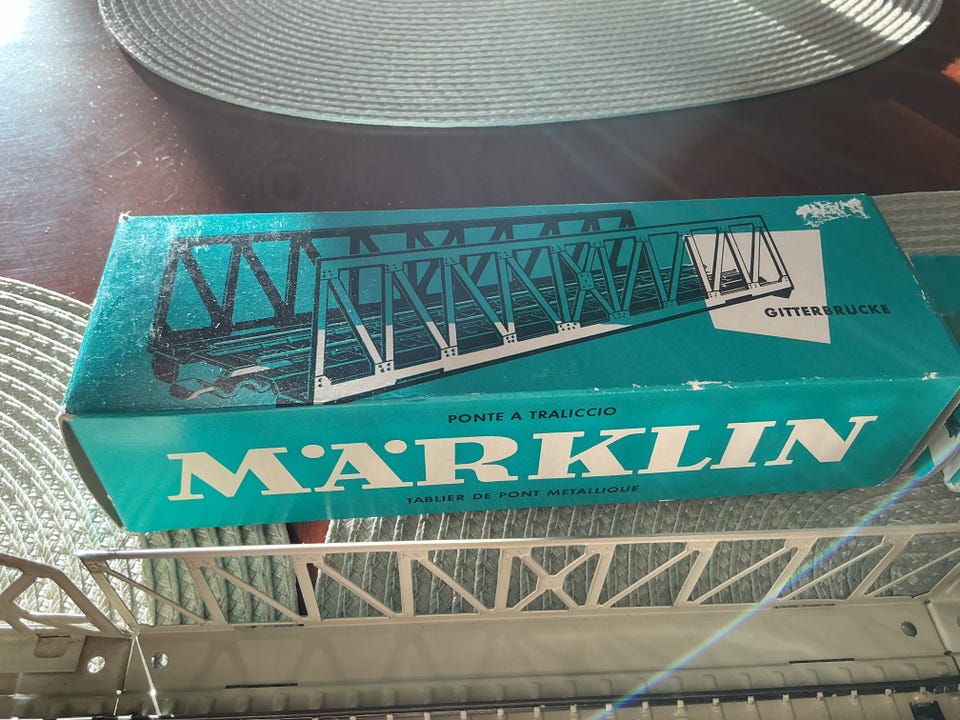 GITTERBRÜCKE
PONTE A TRALICCIO
MÄRKLIN
TABLIER DE PONT METALLIQUE